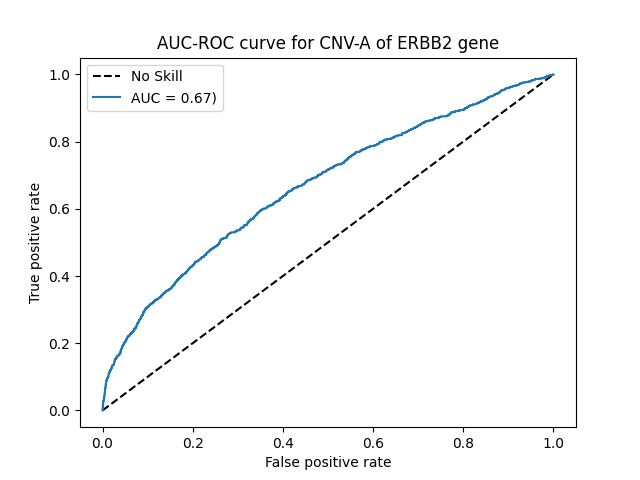 AUC-ROC curve for CNV-A of ERBB2 gene
No Skill
AUC = 0.67)
1.0
0.8
0.6
0.4
0.2
0.0
True positive rate
0.0 0.2 0.4 0.6 0.8 1.0
False positive rate